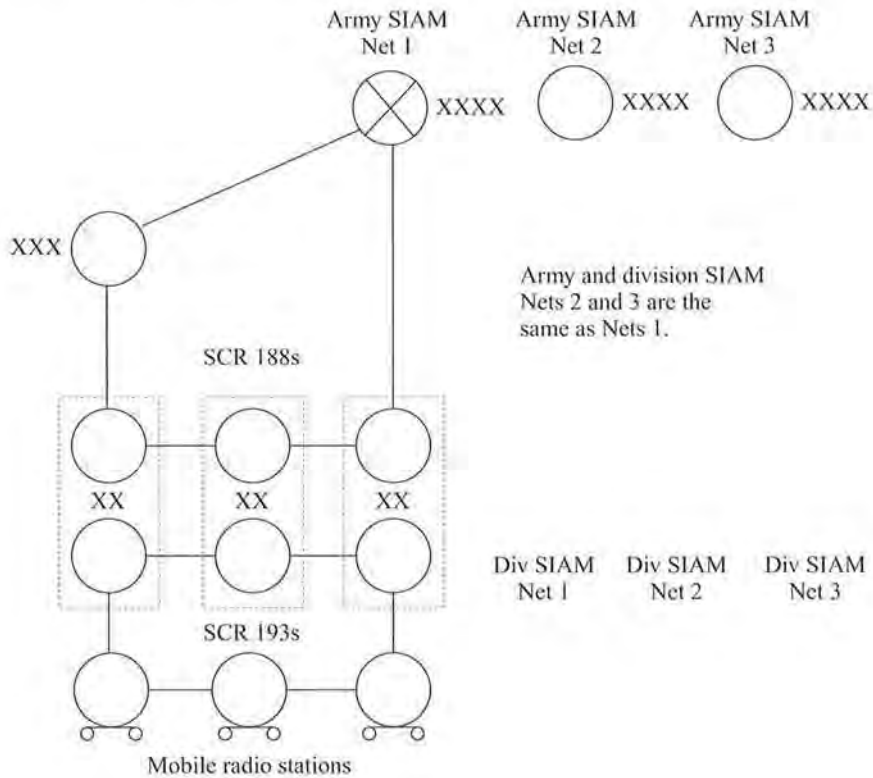 Army SIAM
Net 1
Army SIAM
Net 2
Army SIAM
Net 3
XXXX
XXXX
XXXX
XXX
Army and division SIAM
Nets 2 and 3 are the
same as Nets 1.
SCR 188s
XX
XX
XX
Div SIAM
Net 1
Div SIAM
Net 2
Div SIAM
Net 3
SCR 193s
Mobile radio stations